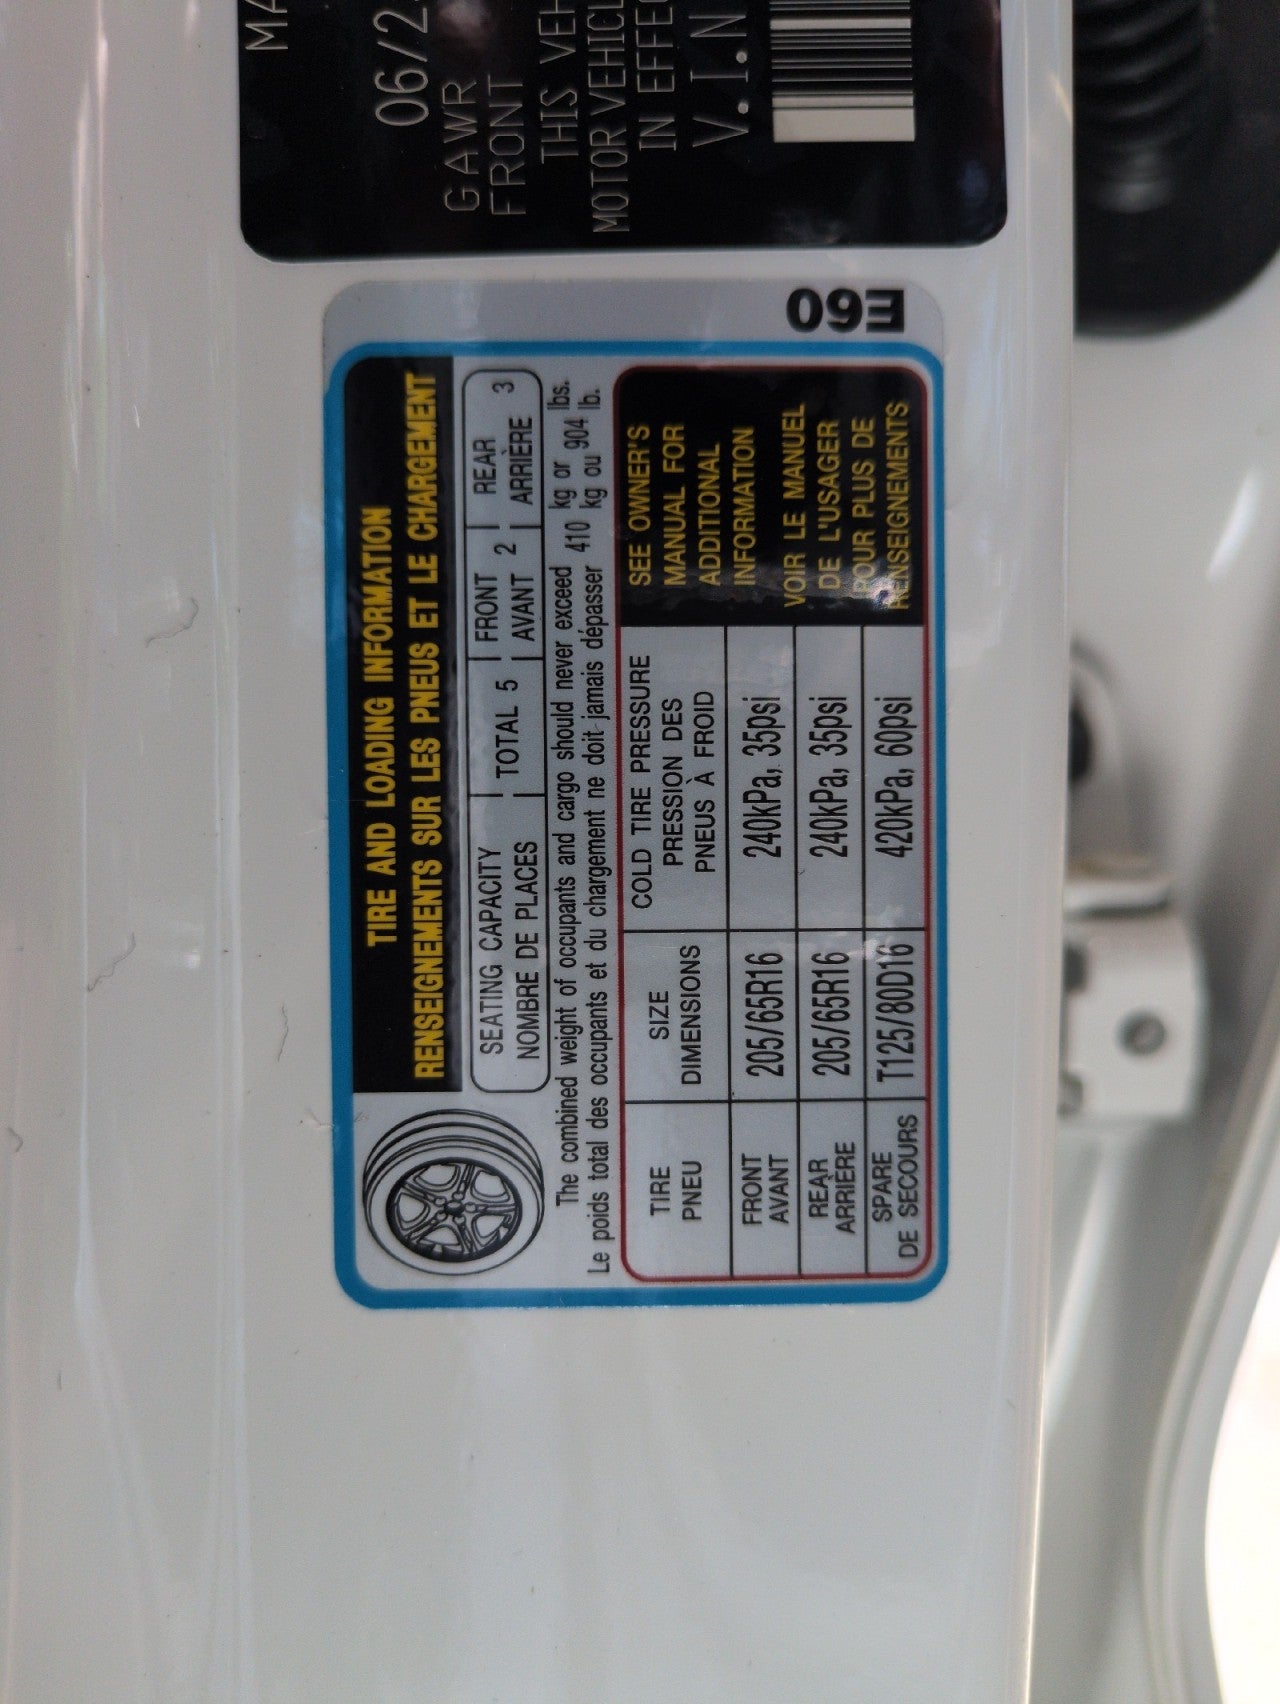 TIRE AND LOADING INFORMATION
RENSEIGNEMENTS SUR LES PNEUS ET LE CHARGEMENT
SEATING CAPACITY | TOTAL 5 | FRONT 2 | REAR 3
NOMBRE DE PLACES AVANT ARRIÈRE
The combined weight of occupants and cargo should never exceed 410 kg or 904 lbs.
Le poids total des occupants et du chargement ne doit jamais dépasser 410 kg ou 904 lb.
TIRE SIZE COLD TIRE PRESSURE
PNEU DIMENSIONS PRESSION DES
PNEUS À FROID
FRONT 205/65R16 240kPa, 35psi
AVANT
REAR 205/65R16 240kPa, 35psi
ARRIÈRE
SPARE T125/80D16 420kPa, 60psi
DE SECOURS
SEE OWNER'S
MANUAL FOR
ADDITIONAL
INFORMATION
VOIR LE MANUEL
DE L'USAGER
POUR PLUS DE
RENSEIGNEMENTS
E60
06/2
GAWR
FRONT
THIS VEH
MOTOR VEHICL
IN EFFE
V.I.N